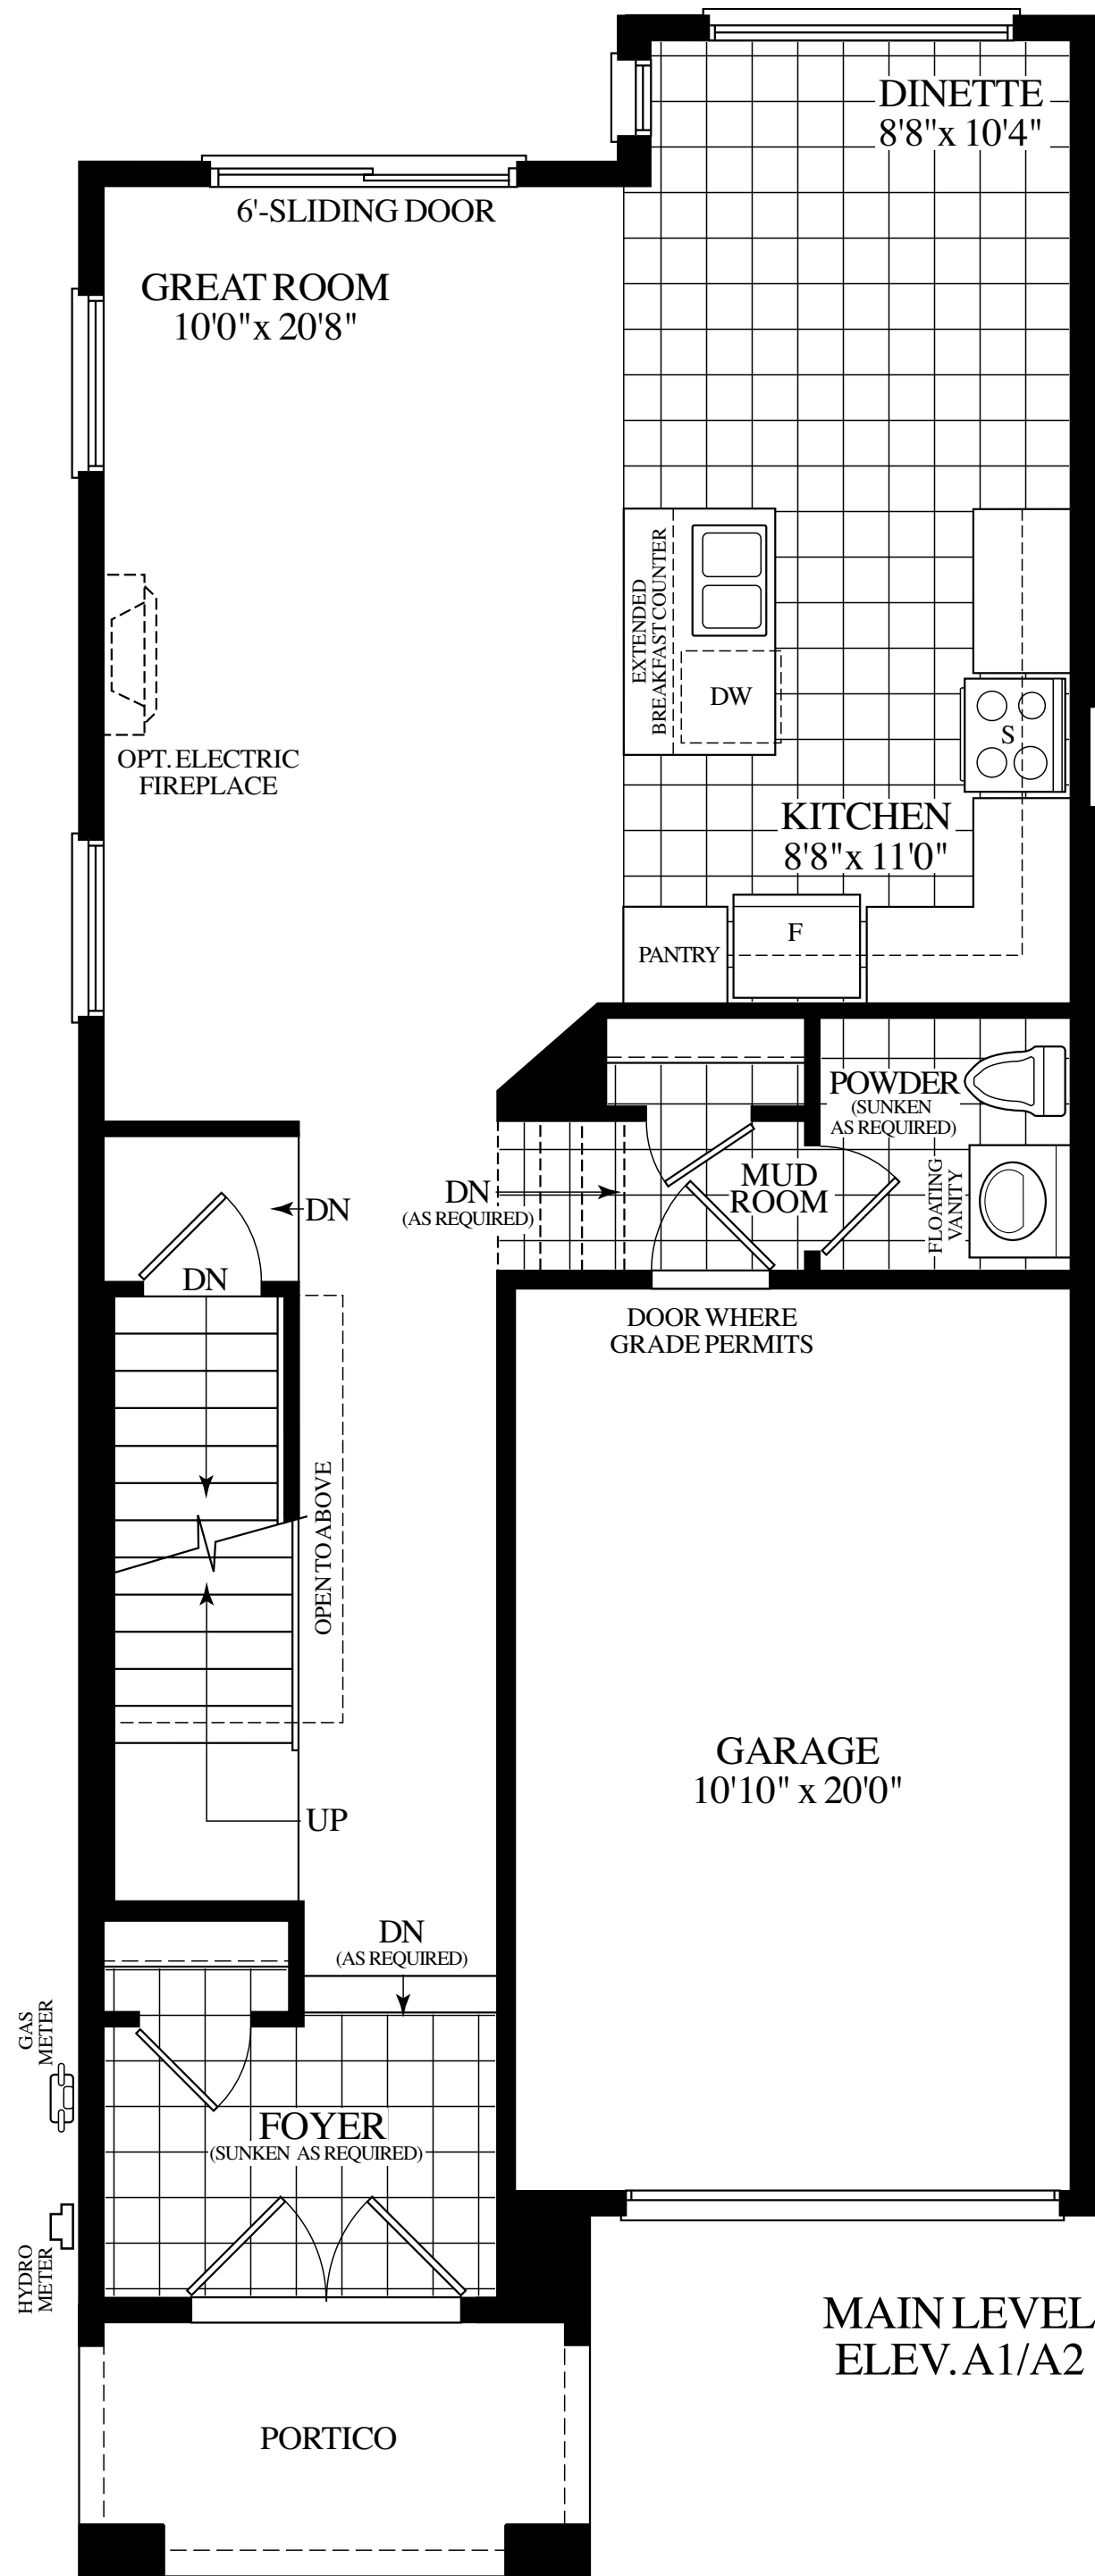 DINETTE
8'8" x 10'4"
6'-SLIDING DOOR
GREAT ROOM
10'0" x 20'8"
EXTENDED
BREAKFAST COUNTER
DW
S
OPT. ELECTRIC
FIREPLACE
KITCHEN
8'8" x 11'0"
F
PANTRY
POWDER
(SUNKEN
AS REQUIRED)
FLOATING
VANITY
MUD
ROOM
DN
(AS REQUIRED)
DN
DN
DOOR WHERE
GRADE PERMITS
OPEN TO ABOVE
GARAGE
10'10" x 20'0"
UP
DN
(AS REQUIRED)
GAS
METER
FOYER
(SUNKEN AS REQUIRED)
HYDRO
METER
MAIN LEVEL
ELEV. A1/A2
PORTICO